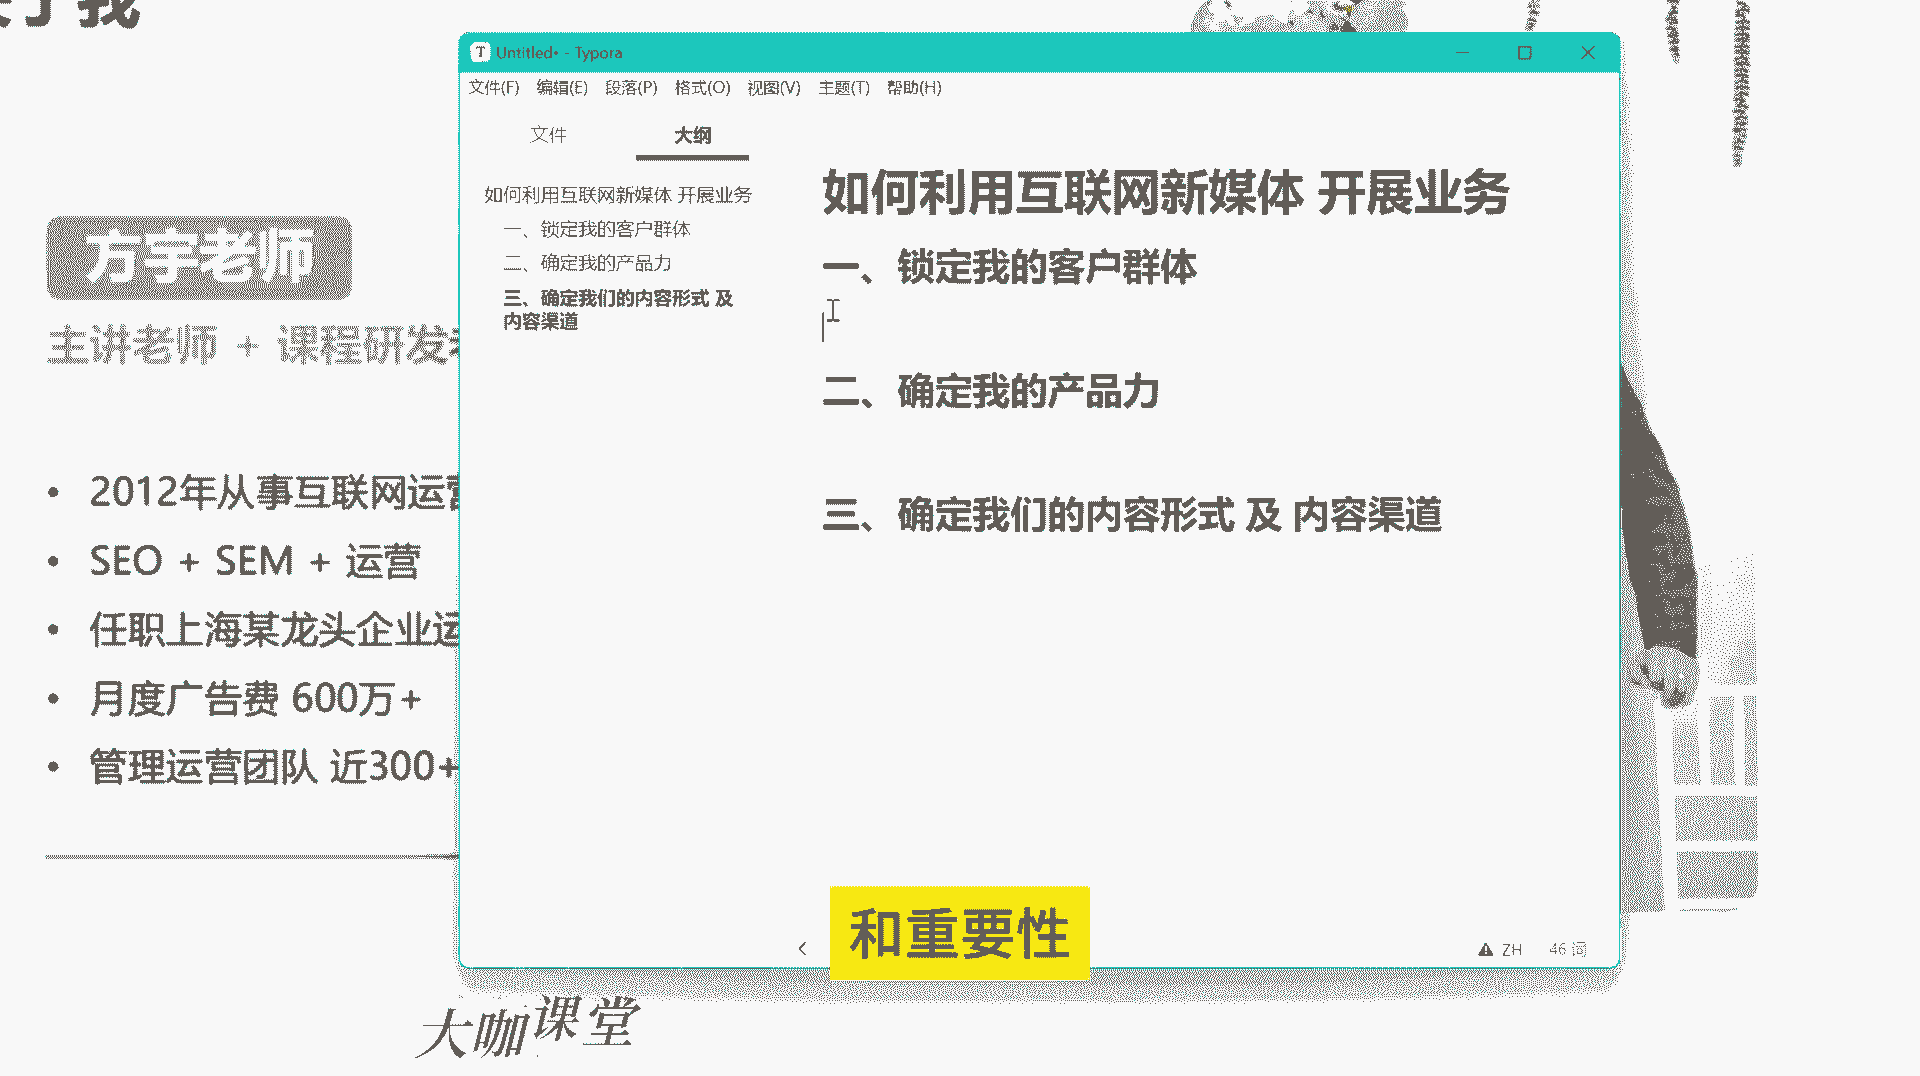 了我
T Untitled• - Typora
文件(F) 编辑(E) 段落(P) 格式(O) 视图(V) 主题(T) 帮助(H)
文件 大纲
如何利用互联网新媒体 开展业务
一、锁定我的客户群体
二、确定我的产品力
三、确定我们的内容形式 及
内容渠道
如何利用互联网新媒体 开展业务
一、锁定我的客户群体
二、确定我的产品力
三、确定我们的内容形式 及 内容渠道
方宇老师
主讲老师 + 课程研发
2012年从事互联网运营
SEO + SEM + 运营
任职上海某龙头企业运
月度广告费 600万+
管理运营团队 近300+
和重要性
ZH 46 词
大咖课堂